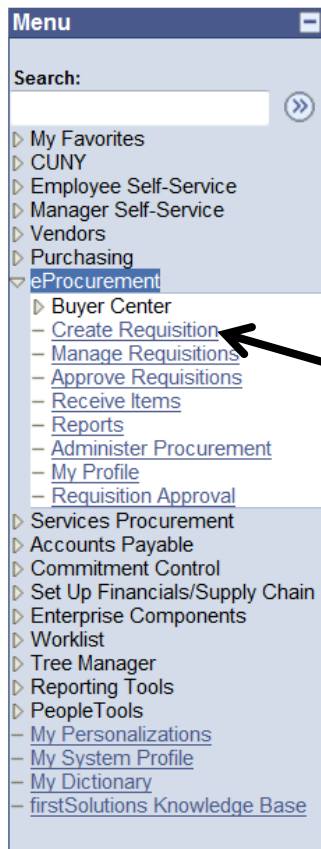 Menu
Search:
My Favorites
CUNY
Employee Self-Service
Manager Self-Service
Vendors
Purchasing
eProcurement
Buyer Center
Create Requisition
Manage Requisitions
Approve Requisitions
Receive Items
Reports
Administer Procurement
My Profile
Requisition Approval
Services Procurement
Accounts Payable
Commitment Control
Set Up Financials/Supply Chain
Enterprise Components
Worklist
Tree Manager
Reporting Tools
PeopleTools
My Personalizations
My System Profile
My Dictionary
firstSolutions Knowledge Base